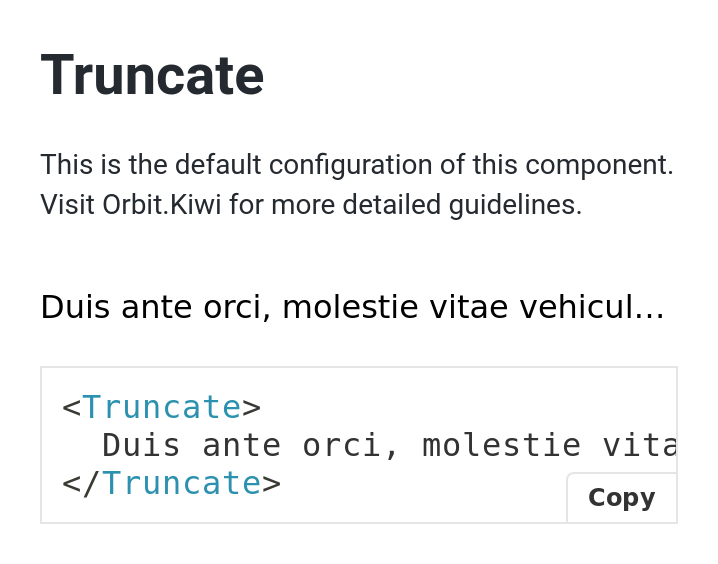 Truncate
This is the default configuration of this component.
Visit Orbit.Kiwi for more detailed guidelines.
Duis ante orci, molestie vitae vehicul…
<Truncate>
Duis ante orci, molestie vita
</Truncate>
Copy